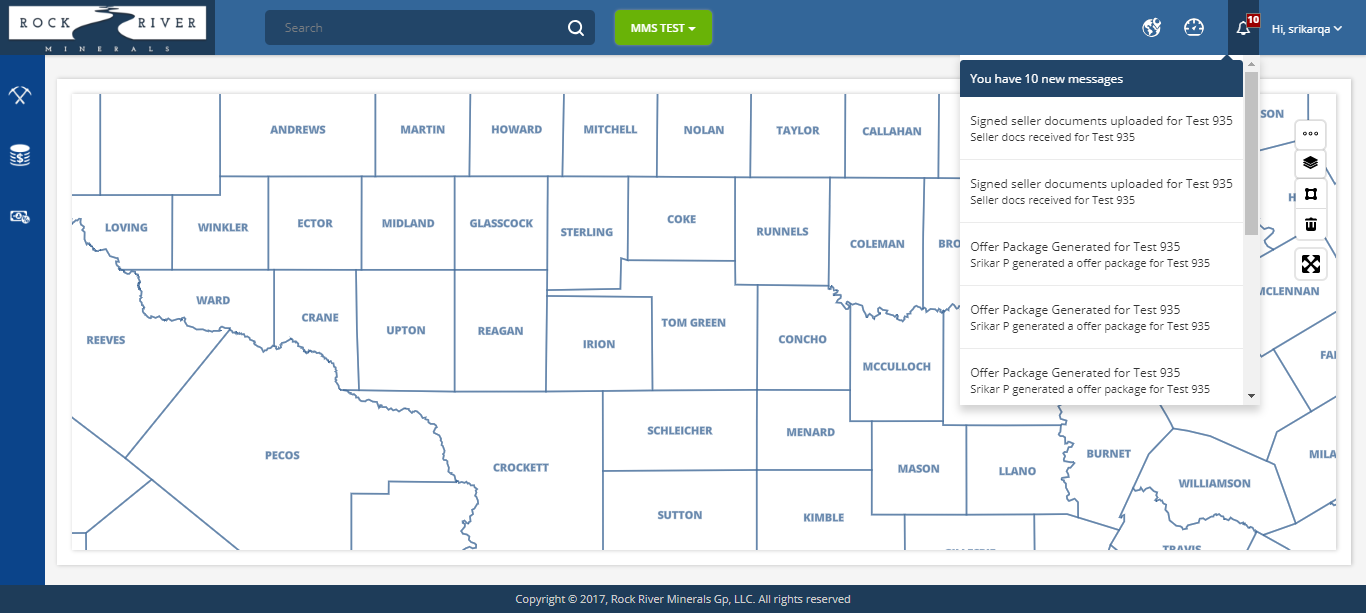 ROCK RIVER
MINERALS
Search
MMS TEST
10
Hi, srikarqa
You have 10 new messages
Signed seller documents uploaded for Test 935
Seller docs received for Test 935
Signed seller documents uploaded for Test 935
Seller docs received for Test 935
Offer Package Generated for Test 935
Srikar P generated a offer package for Test 935
Offer Package Generated for Test 935
Srikar P generated a offer package for Test 935
Offer Package Generated for Test 935
Srikar P generated a offer package for Test 935
ANDREWS
MARTIN
HOWARD
MITCHELL
NOLAN
TAYLOR
CALLAHAN
SON
LOVING
WINKLER
ECTOR
MIDLAND
GLASSCOCK
STERLING
COKE
RUNNELS
COLEMAN
BRO
H
WARD
CRANE
UPTON
REAGAN
IRION
TOM GREEN
CONCHO
MCCULLOCH
MCLENNAN
REEVES
FA
PECOS
CROCKETT
SCHLEICHER
MENARD
MASON
LLANO
BURNET
MILA
WILLIAMSON
SUTTON
KIMBLE
TRAVIS
Copyright © 2017, Rock River Minerals Gp, LLC. All rights reserved